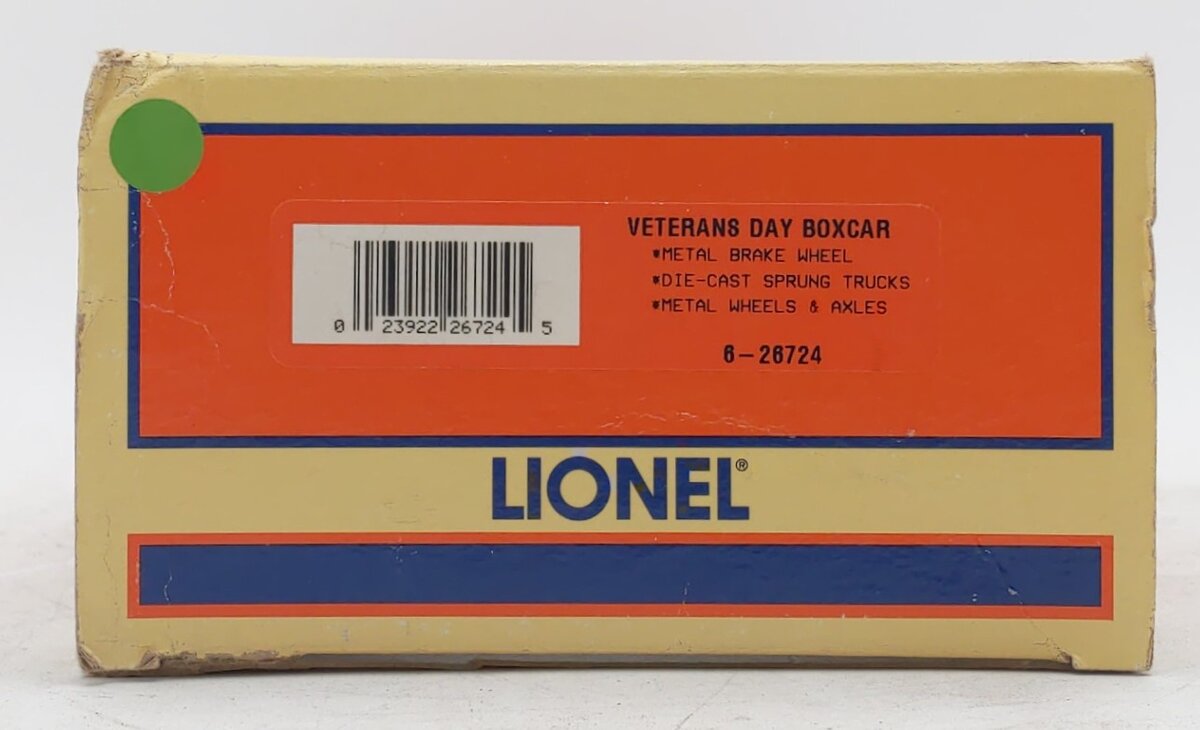 VETERANS DAY BOXCAR
*METAL BRAKE WHEEL
*DIE-CAST SPRUNG TRUCKS
*METAL WHEELS & AXLES
6-26724
0 23922 26724 5
LIONEL®